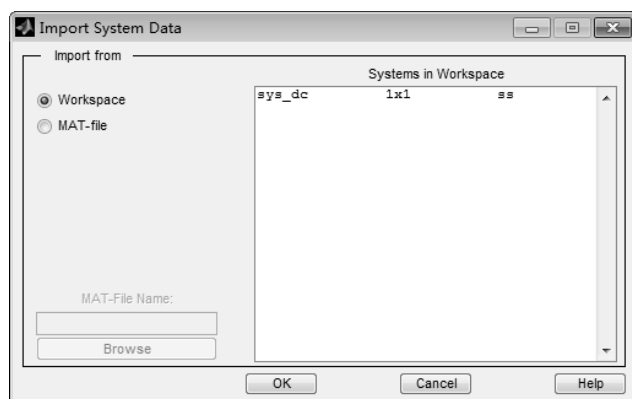 Import System Data
Import from
Systems in Workspace
Workspace
MAT-file
sys_dc 1x1 ss
MAT-File Name:
Browse
OK Cancel Help